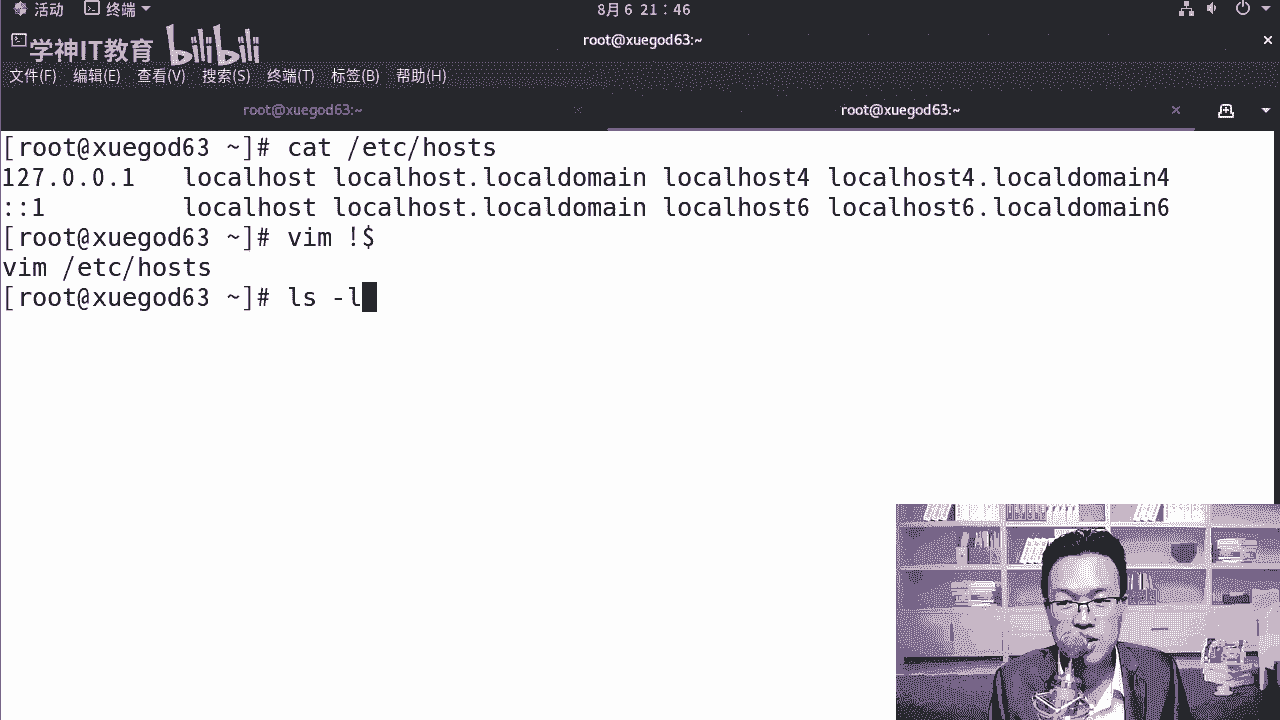 活动 终端 8月 6 21：46
学神IT教育 bilibili root@xuegod63:~
文件(F) 编辑(E) 查看(V) 搜索(S) 终端(T) 标签(B) 帮助(H)
root@xuegod63:~ root@xuegod63:~
[root@xuegod63 ~]# cat /etc/hosts
127.0.0.1   localhost localhost.localdomain localhost4 localhost4.localdomain4
::1         localhost localhost.localdomain localhost6 localhost6.localdomain6
[root@xuegod63 ~]# vim !$
vim /etc/hosts
[root@xuegod63 ~]# ls -l